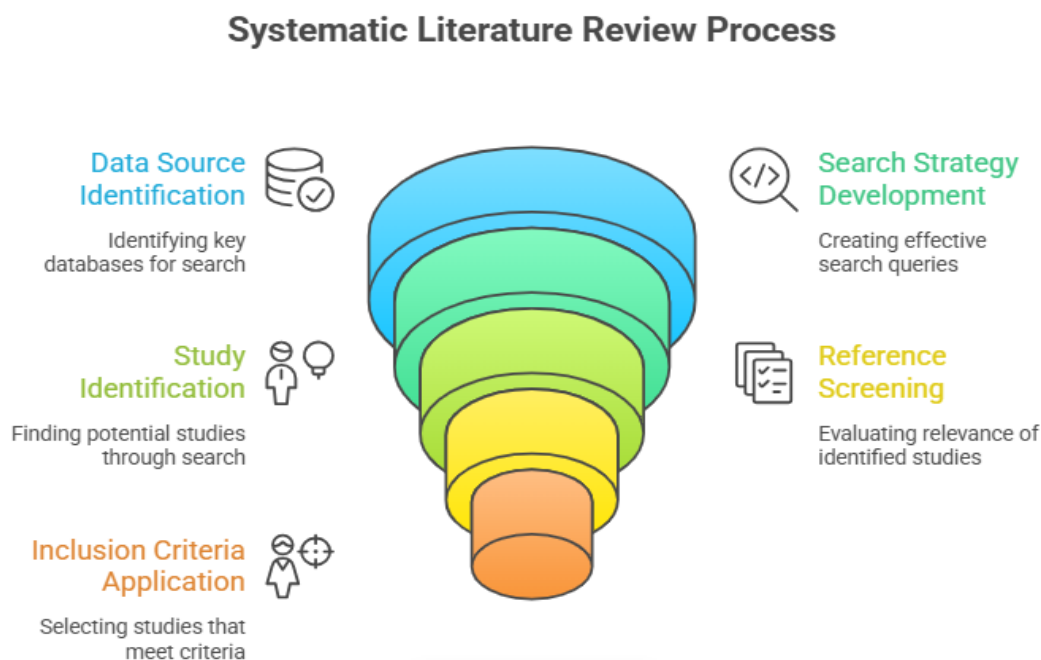 Systematic Literature Review Process
Data Source
Identification
Identifying key
databases for search
</>
Search Strategy
Development
Creating effective
search queries
Study
Identification
Finding potential studies
through search
Reference
Screening
Evaluating relevance of
identified studies
Inclusion Criteria
Application
Selecting studies that
meet criteria